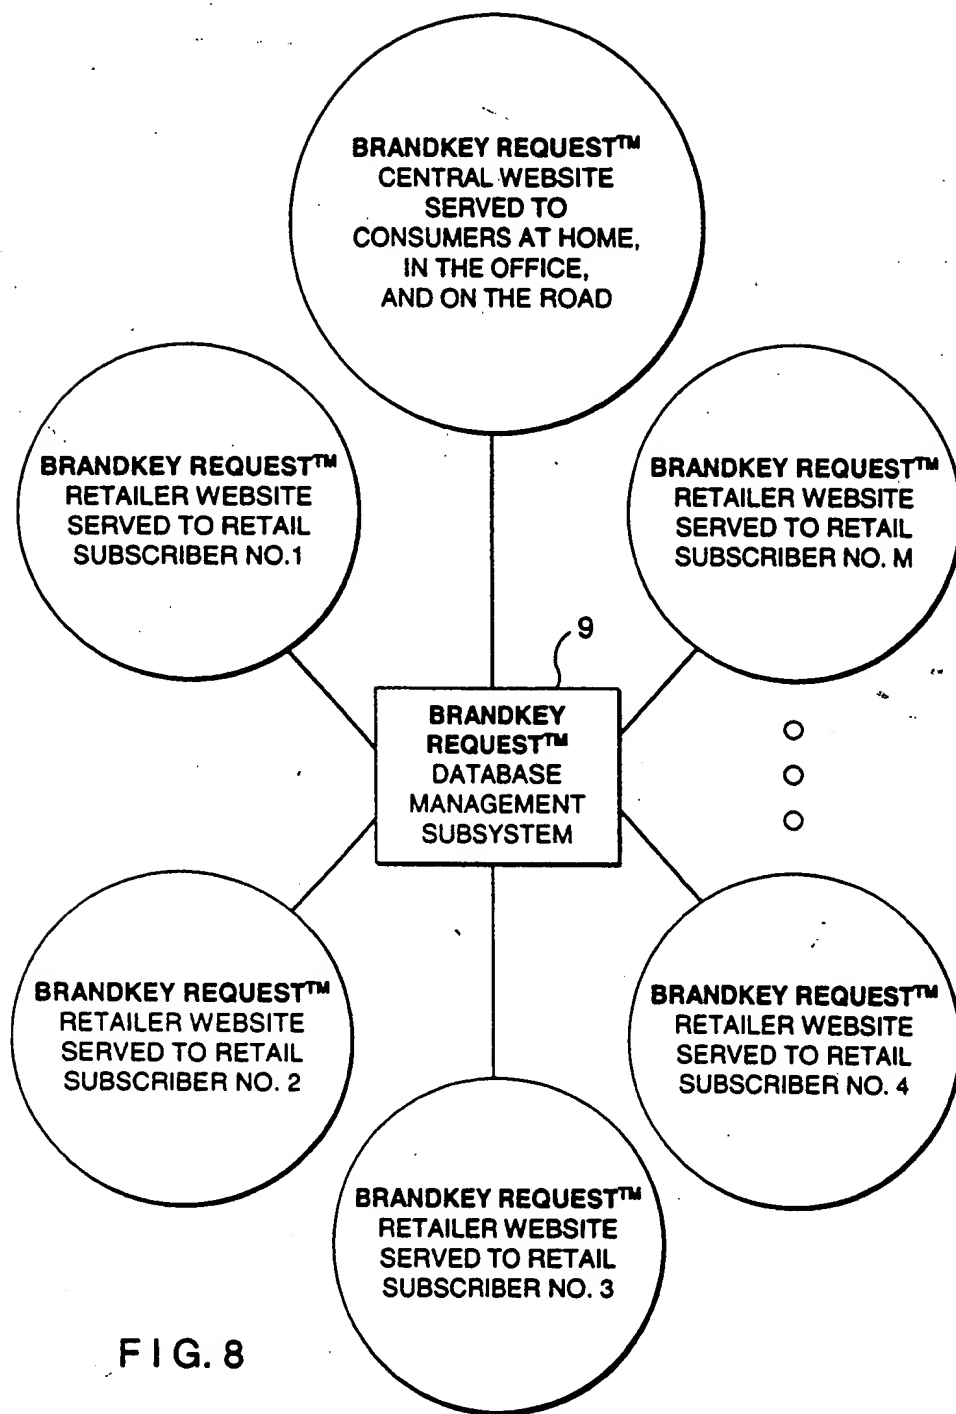 BRANDKEY REQUEST™
CENTRAL WEBSITE
SERVED TO
CONSUMERS AT HOME,
IN THE OFFICE,
AND ON THE ROAD
BRANDKEY REQUEST™
RETAILER WEBSITE
SERVED TO RETAIL
SUBSCRIBER NO.1
BRANDKEY REQUEST™
RETAILER WEBSITE
SERVED TO RETAIL
SUBSCRIBER NO. M
9
BRANDKEY
REQUEST™
DATABASE
MANAGEMENT
SUBSYSTEM
BRANDKEY REQUEST™
RETAILER WEBSITE
SERVED TO RETAIL
SUBSCRIBER NO. 2
BRANDKEY REQUEST™
RETAILER WEBSITE
SERVED TO RETAIL
SUBSCRIBER NO. 4
BRANDKEY REQUEST™
RETAILER WEBSITE
SERVED TO RETAIL
SUBSCRIBER NO. 3
FIG. 8